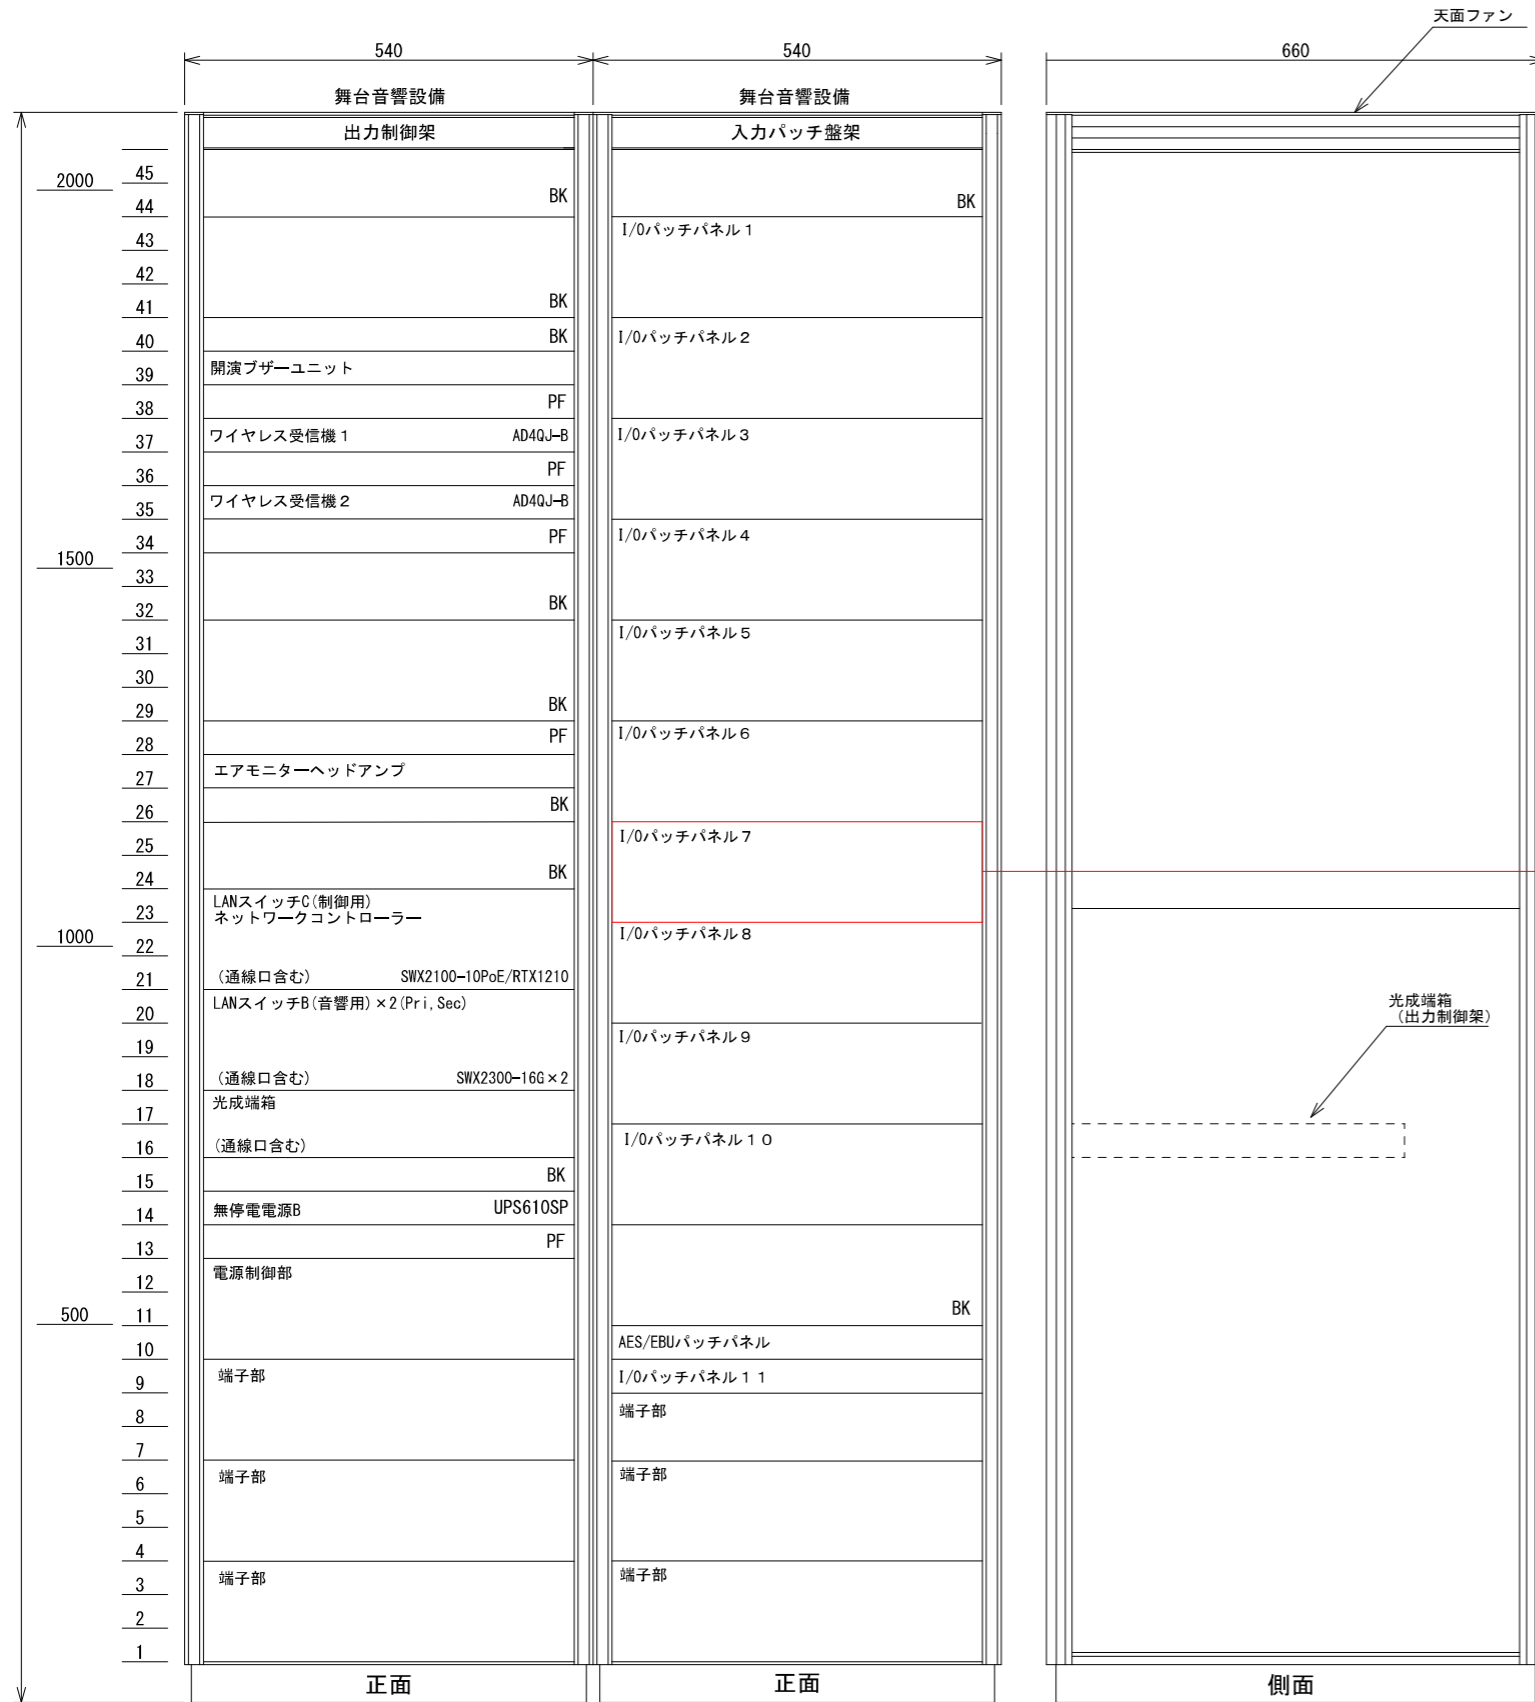 天面ファン
540
540
660
舞台音響設備
舞台音響設備
出力制御架
入力パッチ盤架
2000
1500
1000
500
45
44
43
42
41
40
39
38
37
36
35
34
33
32
31
30
29
28
27
26
25
24
23
22
21
20
19
18
17
16
15
14
13
12
11
10
9
8
7
6
5
4
3
2
1
BK
BK
BK
開演ブザーユニット
PF
ワイヤレス受信機1 AD4QJ-B
PF
ワイヤレス受信機2 AD4QJ-B
PF
BK
BK
PF
エアモニターヘッドアンプ
BK
BK
LANスイッチC(制御用)
ネットワークコントローラー
(通線口含む) SWX2100-10PoE/RTX1210
LANスイッチB(音響用)×2(Pri,Sec)
(通線口含む) SWX2300-16G×2
光成端箱
(通線口含む)
BK
無停電電源B UPS610SP
PF
電源制御部
端子部
端子部
端子部
正面
BK
I/Oパッチパネル1
I/Oパッチパネル2
I/Oパッチパネル3
I/Oパッチパネル4
I/Oパッチパネル5
I/Oパッチパネル6
I/Oパッチパネル7
I/Oパッチパネル8
I/Oパッチパネル9
I/Oパッチパネル10
BK
AES/EBUパッチパネル
I/Oパッチパネル11
端子部
端子部
端子部
正面
光成端箱
(出力制御架)
側面